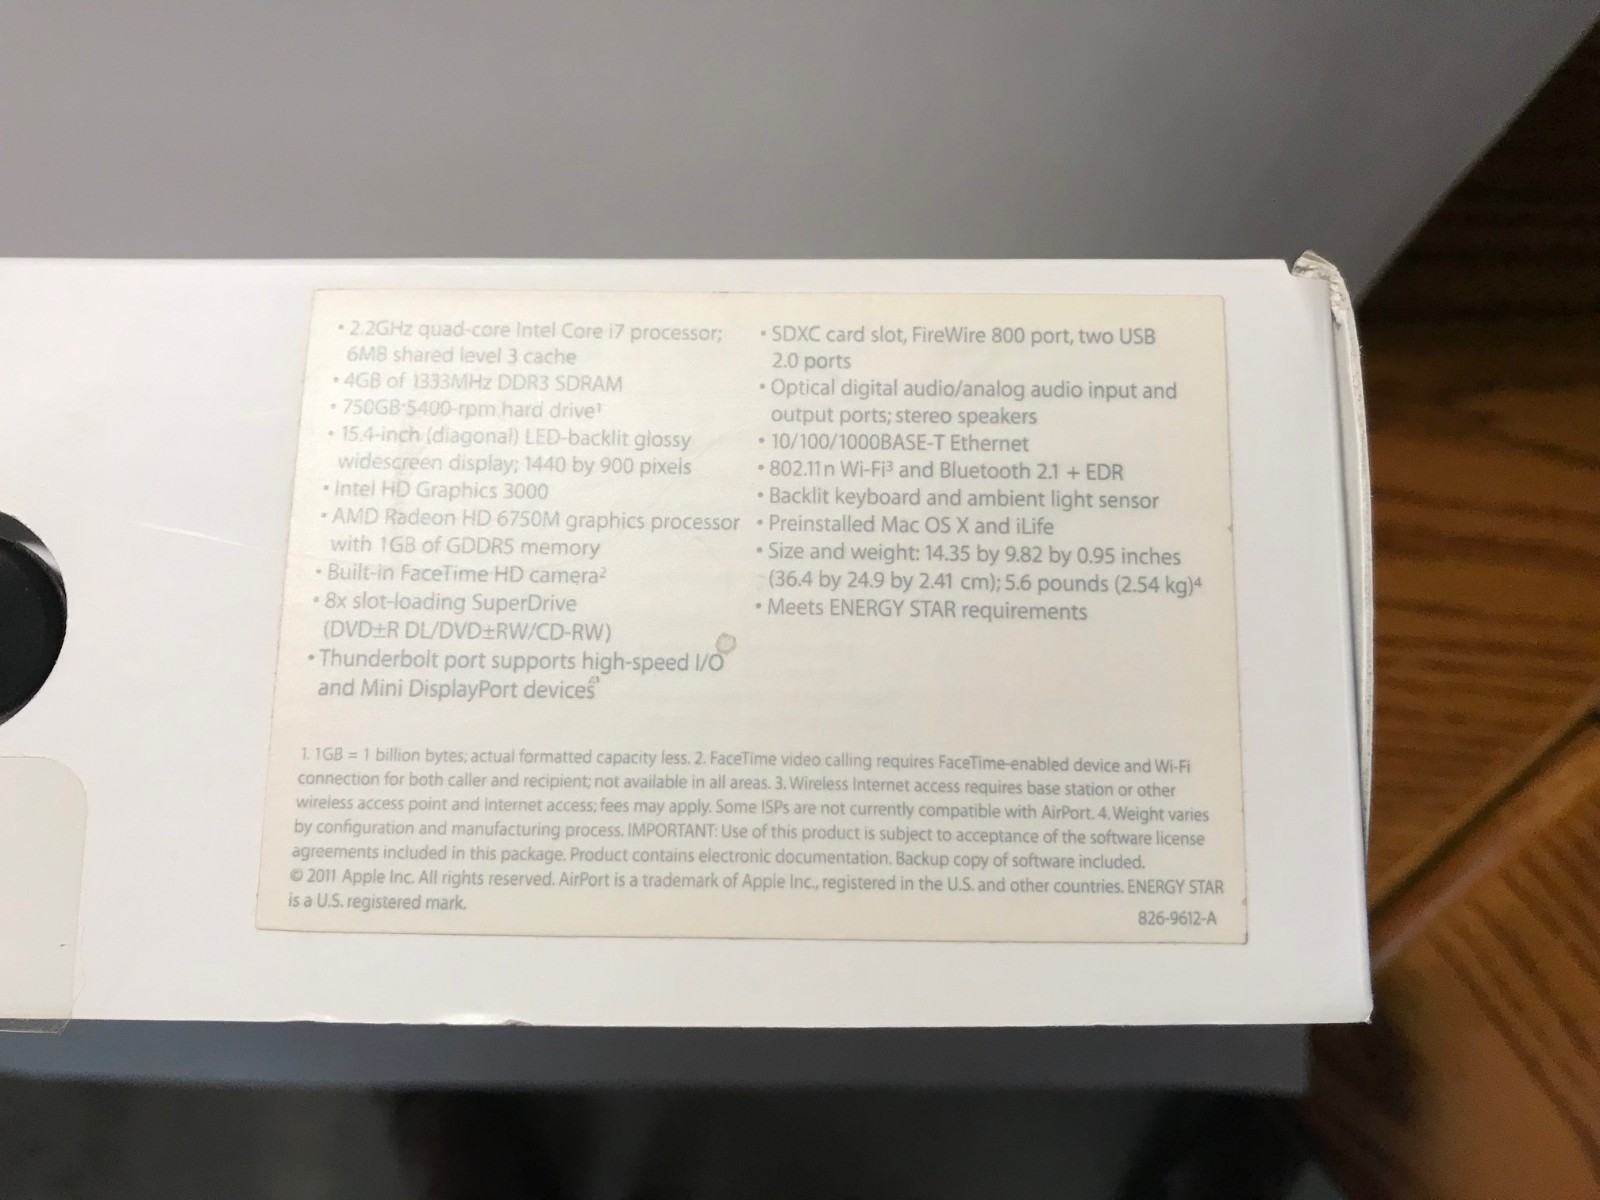 • 2.2GHz quad-core Intel Core i7 processor;
6MB shared level 3 cache
• 4GB of 1333MHz DDR3 SDRAM
• 750GB 5400-rpm hard drive¹
• 15.4-inch (diagonal) LED-backlit glossy
widescreen display; 1440 by 900 pixels
• Intel HD Graphics 3000
• AMD Radeon HD 6750M graphics processor
with 1GB of GDDR5 memory
• Built-in FaceTime HD camera²
• 8x slot-loading SuperDrive
(DVD±R DL/DVD±RW/CD-RW)
• Thunderbolt port supports high-speed I/O
and Mini DisplayPort devices
• SDXC card slot, FireWire 800 port, two USB
2.0 ports
• Optical digital audio/analog audio input and
output ports; stereo speakers
• 10/100/1000BASE-T Ethernet
• 802.11n Wi-Fi³ and Bluetooth 2.1 + EDR
• Backlit keyboard and ambient light sensor
• Preinstalled Mac OS X and iLife
• Size and weight: 14.35 by 9.82 by 0.95 inches
(36.4 by 24.9 by 2.41 cm); 5.6 pounds (2.54 kg)⁴
• Meets ENERGY STAR requirements
1. 1GB = 1 billion bytes; actual formatted capacity less. 2. FaceTime video calling requires FaceTime-enabled device and Wi-Fi
connection for both caller and recipient; not available in all areas. 3. Wireless Internet access requires base station or other
wireless access point and Internet access; fees may apply. Some ISPs are not currently compatible with AirPort. 4. Weight varies
by configuration and manufacturing process. IMPORTANT: Use of this product is subject to acceptance of the software license
agreements included in this package. Product contains electronic documentation. Backup copy of software included.
© 2011 Apple Inc. All rights reserved. AirPort is a trademark of Apple Inc., registered in the U.S. and other countries. ENERGY STAR
is a U.S. registered mark.
826-9612-A